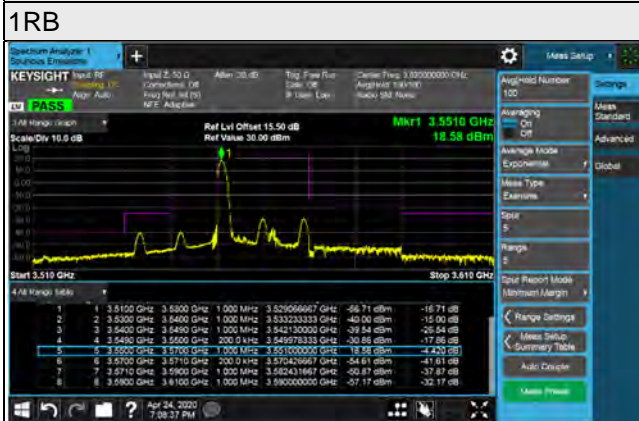 1RB
Spectrum Analyzer 1
Spurious Emissions
Meas Setup
KEYSIGHT Input: RF
Align: Auto
Input Z: 50 Ω
Corrections: Off
Freq Ref: Int (S)
NFE: Adaptive
Atten: 30 dB
Trig: Free Run
Gate: Off
IF Gain: Low
Avg|Hold: 100/100
Radio Std: None
PASS
3 All Range Graph
Scale/Div 10.0 dB
Ref Lvl Offset 15.50 dB
Ref Value 30.00 dBm
Mkr1 3.5510 GHz
18.58 dBm
Log
1
Start 3.510 GHz
Stop 3.610 GHz
4 All Range Table
1 1 3.5100 GHz 3.5300 GHz 1.000 MHz 3.529066667 GHz -56.71 dBm -16.71 dB
2 2 3.5300 GHz 3.5400 GHz 1.000 MHz 3.533233333 GHz -40.00 dBm -15.00 dB
3 3 3.5400 GHz 3.5490 GHz 1.000 MHz 3.542130000 GHz -39.54 dBm -26.54 dB
4 4 3.5490 GHz 3.5500 GHz 200.0 kHz 3.549978333 GHz -30.86 dBm -17.86 dB
5 5 3.5500 GHz 3.5700 GHz 1.000 MHz 3.551000000 GHz 18.58 dBm -4.420 dB
6 6 3.5700 GHz 3.5710 GHz 200.0 kHz 3.570426667 GHz -54.61 dBm -41.61 dB
7 7 3.5710 GHz 3.5900 GHz 1.000 MHz 3.582431667 GHz -50.87 dBm -37.87 dB
8 8 3.5900 GHz 3.6100 GHz 1.000 MHz 3.590000000 GHz -57.17 dBm -32.17 dB
Avg|Hold Number
100
Averaging
On
Off
Average Mode
Exponential
Meas Type
Examine
Spur
5
Range
5
Spur Report Mode
Minimum Margin
Range Settings
Meas Setup
Summary Table
Auto Couple
Meas Preset
Settings
Meas
Standard
Advanced
Global
Apr 24, 2020
7:08:37 PM